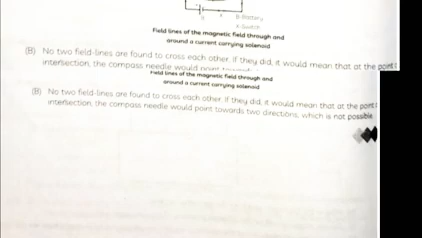 B Battery
Field lines of the magnetic field through and
around a current carrying solenoid
(B) No two field-lines are found to cross each other. If they did, it would mean that at the point
intersection, the compass needle would point
Field lines of the magnetic field through and
around a current carrying solenoid
(B) No two field-lines are found to cross each other. If they did, it would mean that at the point
intersection, the compass needle would point towards two directions, which is not possible.